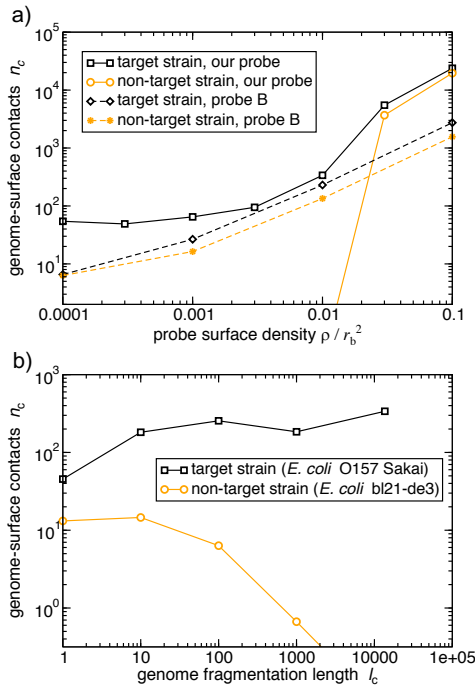 a)
10^5
10^4
10^3
10^2
10^1
genome-surface contacts n_c
target strain, our probe
non-target strain, our probe
target strain, probe B
non-target strain, probe B
0.0001 0.001 0.01 0.1
probe surface density ρ / r_b^2
b)
10^3
10^2
10^1
10^0
genome-surface contacts n_c
target strain (E. coli O157 Sakai)
non-target strain (E. coli bl21-de3)
1 10 100 1000 10000 1e+05
genome fragmentation length l_c